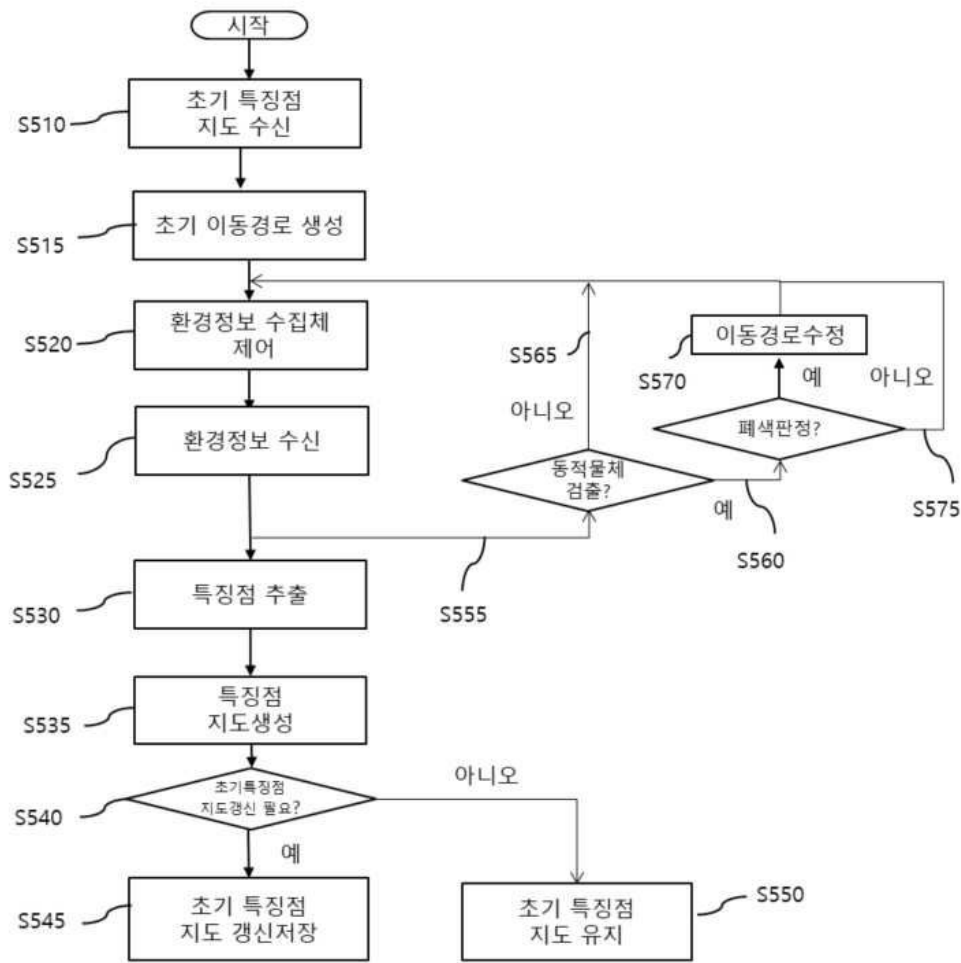 시작
초기 특징점
지도 수신
S510
초기 이동경로 생성
S515
환경정보 수집체
제어
S520
S565
이동경로수정
S570
예
아니오
아니오
폐색판정?
환경정보 수신
S525
동적물체
검출?
예
S575
S560
S555
특징점 추출
S530
특징점
지도생성
S535
아니오
초기특징점
지도갱신 필요?
S540
예
초기 특징점
지도 갱신저장
S545
초기 특징점
지도 유지
S550